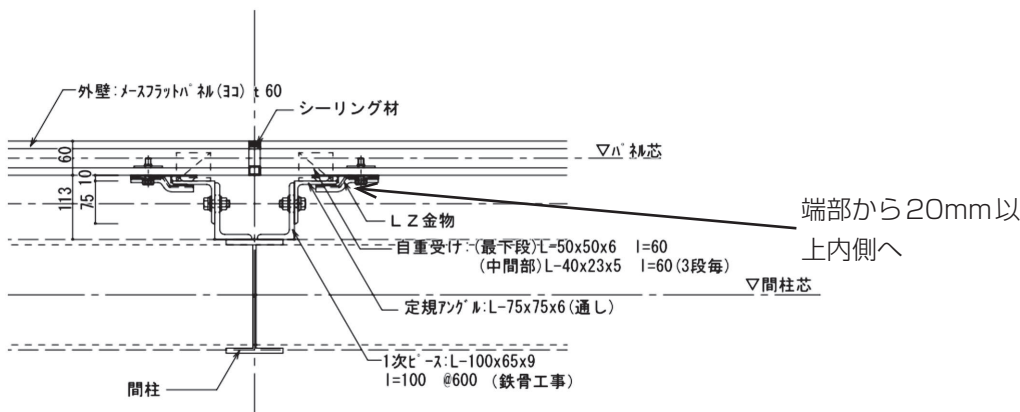 外壁:メースフラットパネル(ヨコ) t 60
シーリング材
▽パネル芯
60
10
113
75
LZ金物
端部から20mm以
上内側へ
自重受け:(最下段)L-50x50x6 l=60
(中間部)L-40x23x5 l=60(3段毎)
▽間柱芯
定規アングル:L-75x75x6(通し)
1次ピース:L-100x65x9
l=100 @600 (鉄骨工事)
間柱